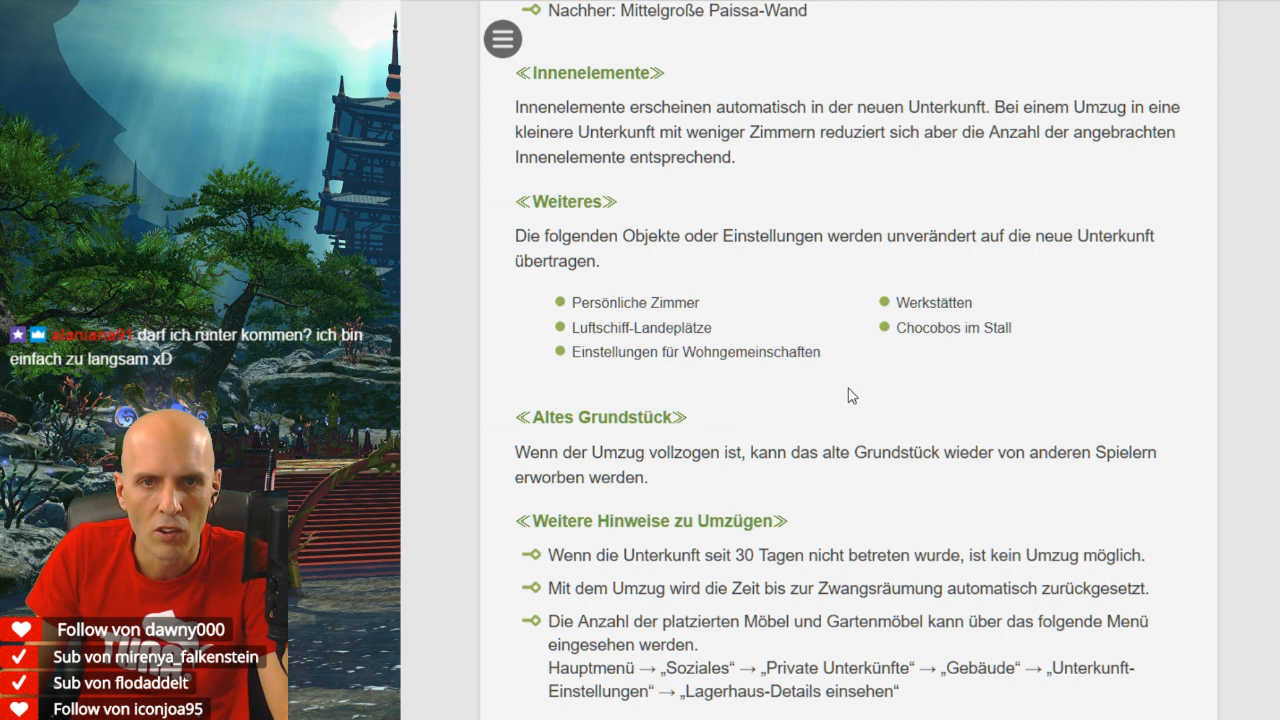 Nachher: Mittelgroße Paissa-Wand
≪Innenelemente≫
Innenelemente erscheinen automatisch in der neuen Unterkunft. Bei einem Umzug in eine
kleinere Unterkunft mit weniger Zimmern reduziert sich aber die Anzahl der angebrachten
Innenelemente entsprechend.
≪Weiteres≫
Die folgenden Objekte oder Einstellungen werden unverändert auf die neue Unterkunft
übertragen.
Persönliche Zimmer
Werkstätten
Luftschiff-Landeplätze
Chocobos im Stall
Einstellungen für Wohngemeinschaften
≪Altes Grundstück≫
Wenn der Umzug vollzogen ist, kann das alte Grundstück wieder von anderen Spielern
erworben werden.
≪Weitere Hinweise zu Umzügen≫
Wenn die Unterkunft seit 30 Tagen nicht betreten wurde, ist kein Umzug möglich.
Mit dem Umzug wird die Zeit bis zur Zwangsräumung automatisch zurückgesetzt.
Die Anzahl der platzierten Möbel und Gartenmöbel kann über das folgende Menü
eingesehen werden.
Hauptmenü → „Soziales“ → „Private Unterkünfte“ → „Gebäude“ → „Unterkunft-
Einstellungen“ → „Lagerhaus-Details einsehen“
darf ich runter kommen? ich bin
einfach zu langsam xD
Follow von dawny000
Sub von mirenya_falkenstein
Sub von flodaddelt
Follow von iconjoa95